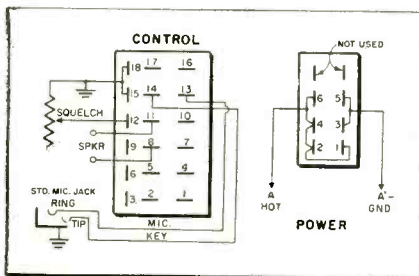 CONTROL
18 17 16
15 14 13
12 11 10
9 8 7
6 5 4
3 2 1
SQUELCH
SPKR
STD. MIC. JACK
RING
TIP
MIC.
KEY
NOT USED
6 5
4 3
2 1
A
HOT
A'-
GND
POWER